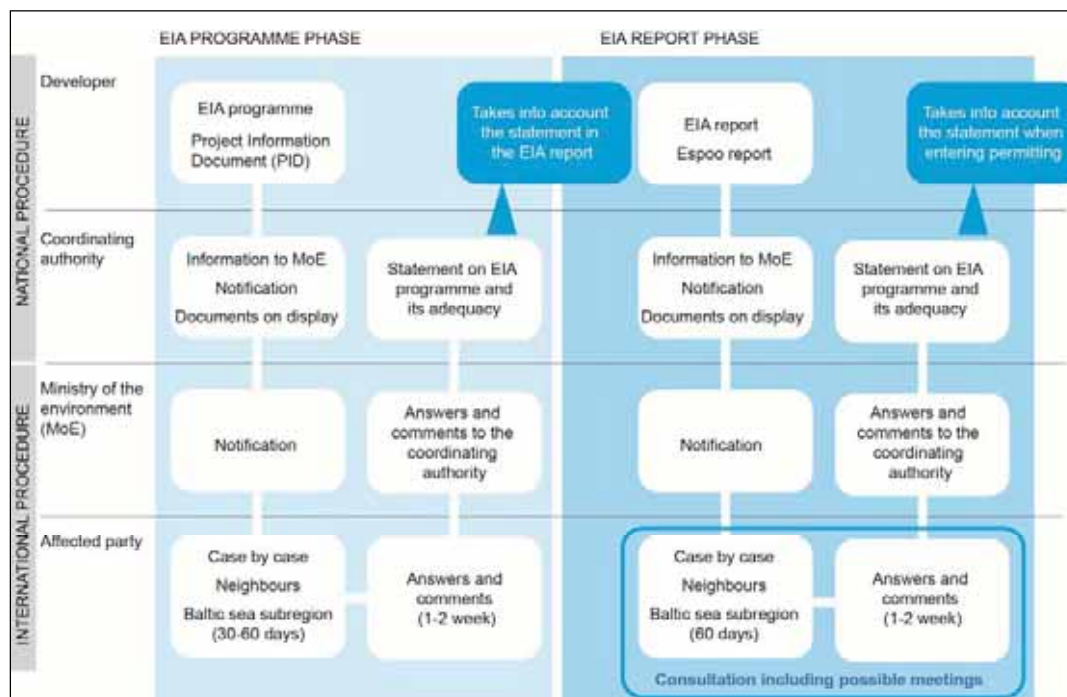 EIA PROGRAMME PHASE
EIA REPORT PHASE
NATIONAL PROCEDURE
Developer
EIA programme
Project Information
Document (PID)
Takes into account
the statement in
the EIA report
EIA report
Espoo report
Takes into account
the statement when
entering permitting
Coordinating
authority
Information to MoE
Notification
Documents on display
Statement on EIA
programme and
its adequacy
Information to MoE
Notification
Documents on display
Statement on EIA
programme and
its adequacy
INTERNATIONAL PROCEDURE
Ministry of the
environment
(MoE)
Notification
Answers and
comments to the
coordinating
authority
Notification
Answers and
comments to the
coordinating
authority
Affected party
Case by case
Neighbours
Baltic sea subregion
(30-60 days)
Answers and
comments
(1-2 week)
Case by case
Neighbours
Baltic sea subregion
(60 days)
Answers and
comments
(1-2 week)
Consultation including possible meetings